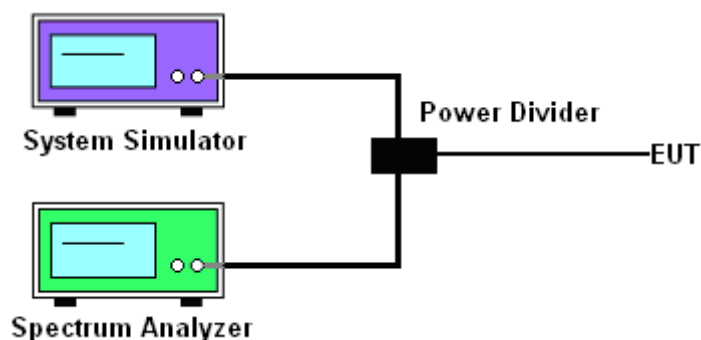 System Simulator
Power Divider
EUT
Spectrum Analyzer